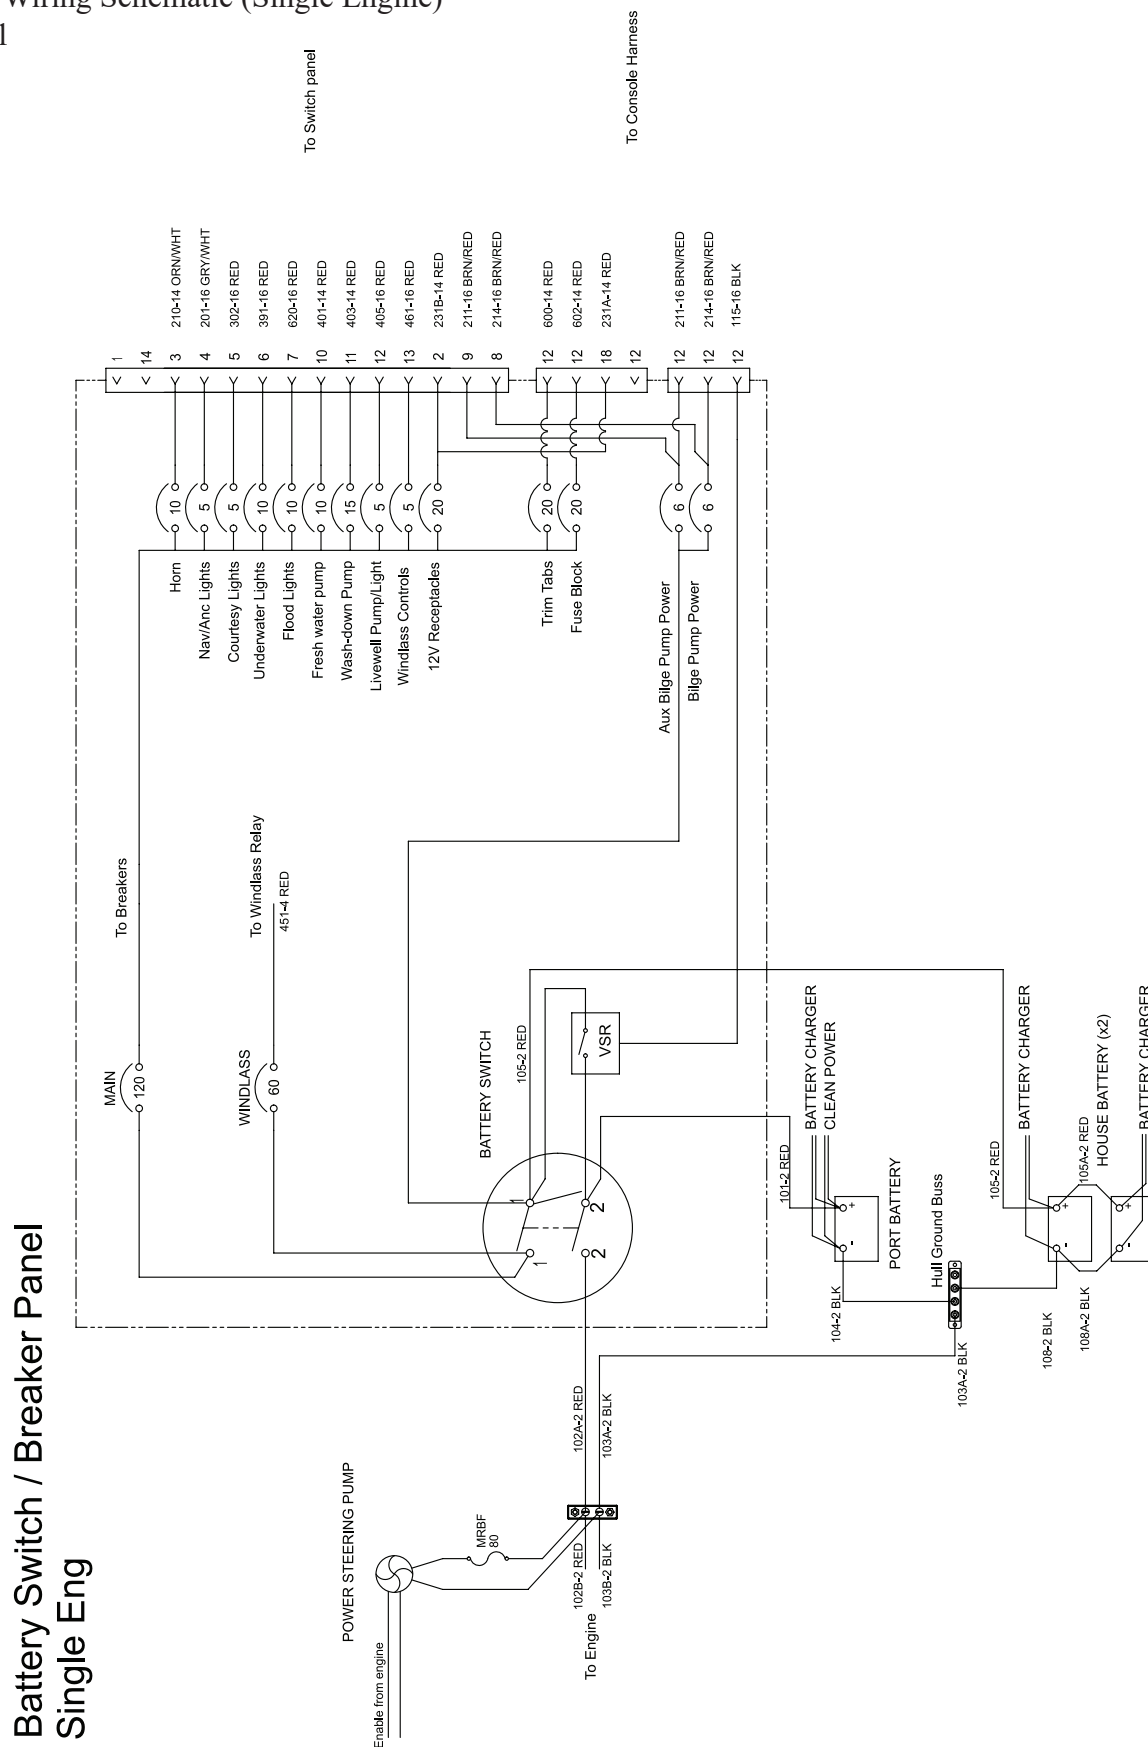 Wiring Schematic (Single Engine)
Battery Switch / Breaker Panel
Single Eng
To Switch panel
To Console Harness
1
14
3
4
5
6
7
10
11
12
13
2
9
8
12
12
18
12
12
12
12
210-14 ORN/WHT
201-16 GRY/WHT
302-16 RED
391-16 RED
620-16 RED
401-14 RED
403-14 RED
405-16 RED
461-16 RED
231B-14 RED
211-16 BRN/RED
214-16 BRN/RED
600-14 RED
602-14 RED
231A-14 RED
211-16 BRN/RED
214-16 BRN/RED
115-16 BLK
10
5
5
10
10
10
15
5
5
20
20
20
6
6
Horn
Nav/Anc Lights
Courtesy Lights
Underwater Lights
Flood Lights
Fresh water pump
Wash-down Pump
Livewell Pump/Light
Windlass Controls
12V Receptacles
Trim Tabs
Fuse Block
Aux Bilge Pump Power
Bilge Pump Power
To Breakers
To Windlass Relay
451-4 RED
MAIN
120
WINDLASS
60
BATTERY SWITCH
105-2 RED
VSR
1
1
2
2
BATTERY CHARGER
CLEAN POWER
101-2 RED
PORT BATTERY
+
-
104-2 BLK
Hull Ground Buss
103A-2 BLK
BATTERY CHARGER
105-2 RED
105A-2 RED
HOUSE BATTERY (x2)
BATTERY CHARGER
+
-
+
-
108-2 BLK
108A-2 BLK
102A-2 RED
103A-2 BLK
POWER STEERING PUMP
MRBF
80
102B-2 RED
103B-2 BLK
To Engine
Enable from engine